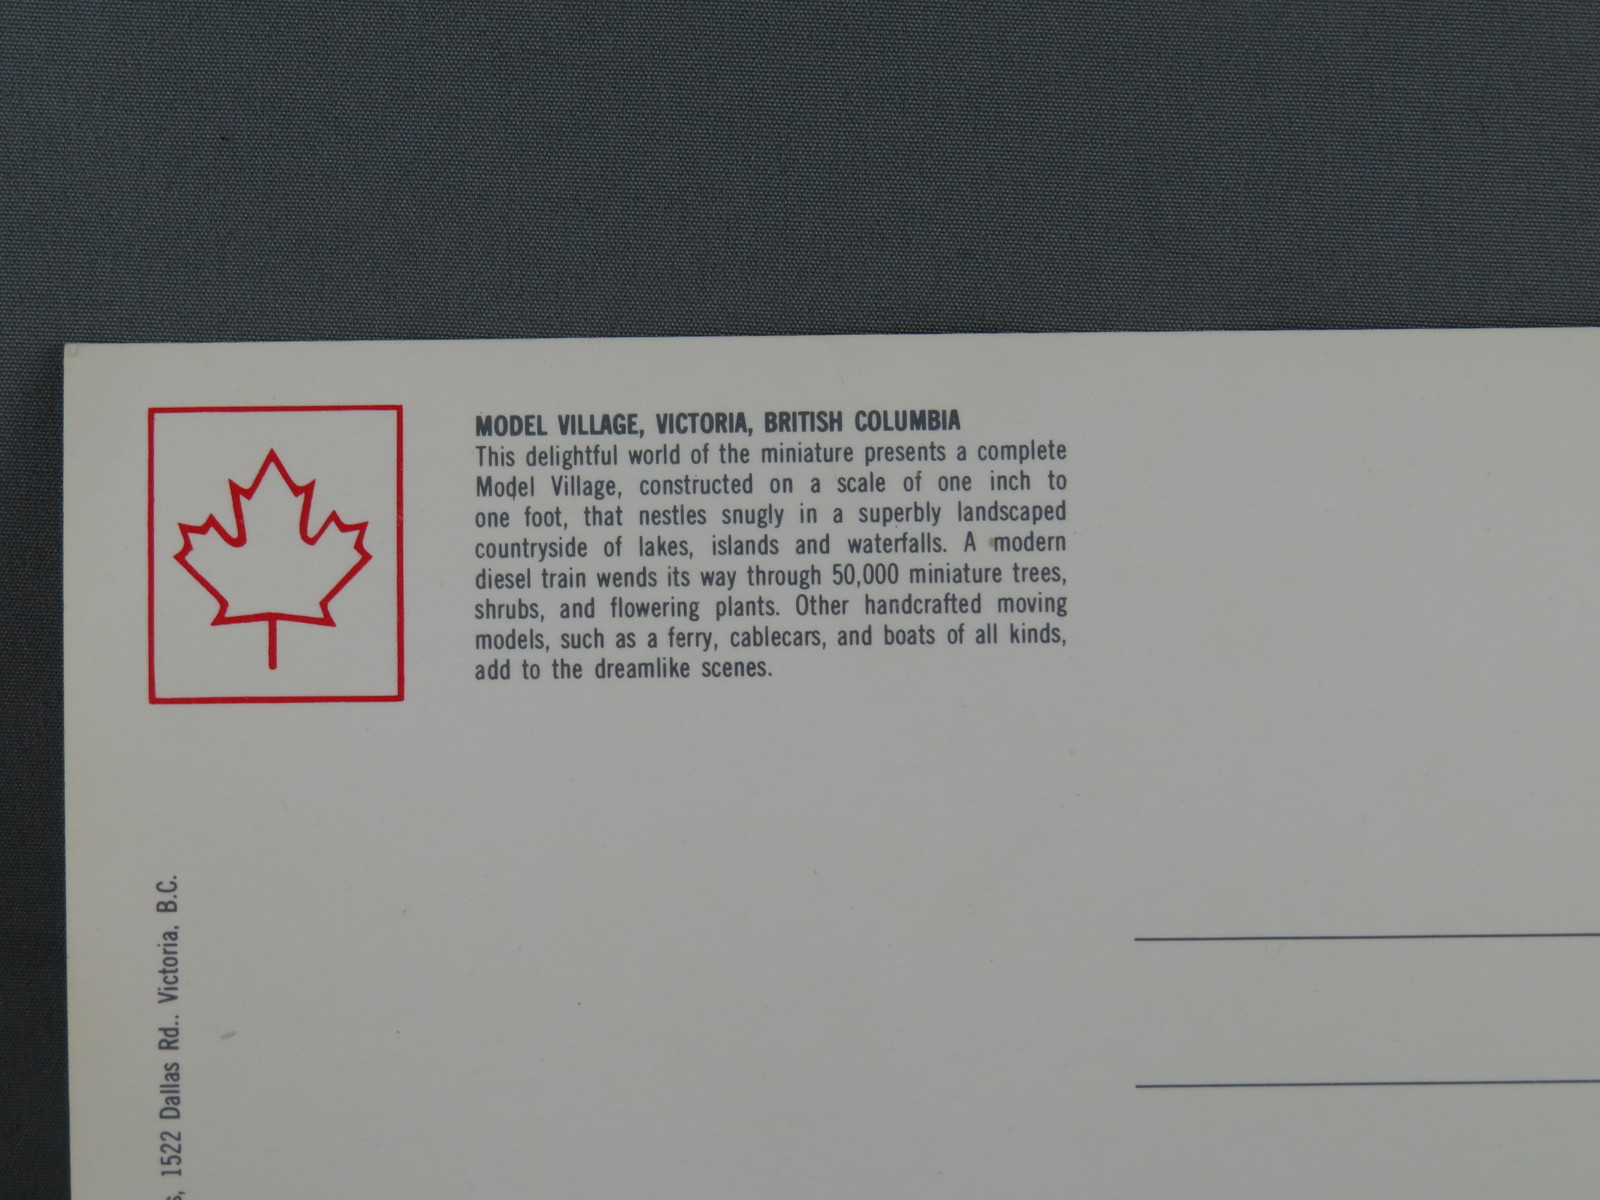 MODEL VILLAGE, VICTORIA, BRITISH COLUMBIA
This delightful world of the miniature presents a complete
Model Village, constructed on a scale of one inch to
one foot, that nestles snugly in a superbly landscaped
countryside of lakes, islands and waterfalls. A modern
diesel train wends its way through 50,000 miniature trees,
shrubs, and flowering plants. Other handcrafted moving
models, such as a ferry, cablecars, and boats of all kinds,
add to the dreamlike scenes.
1522 Dallas Rd., Victoria, B.C.